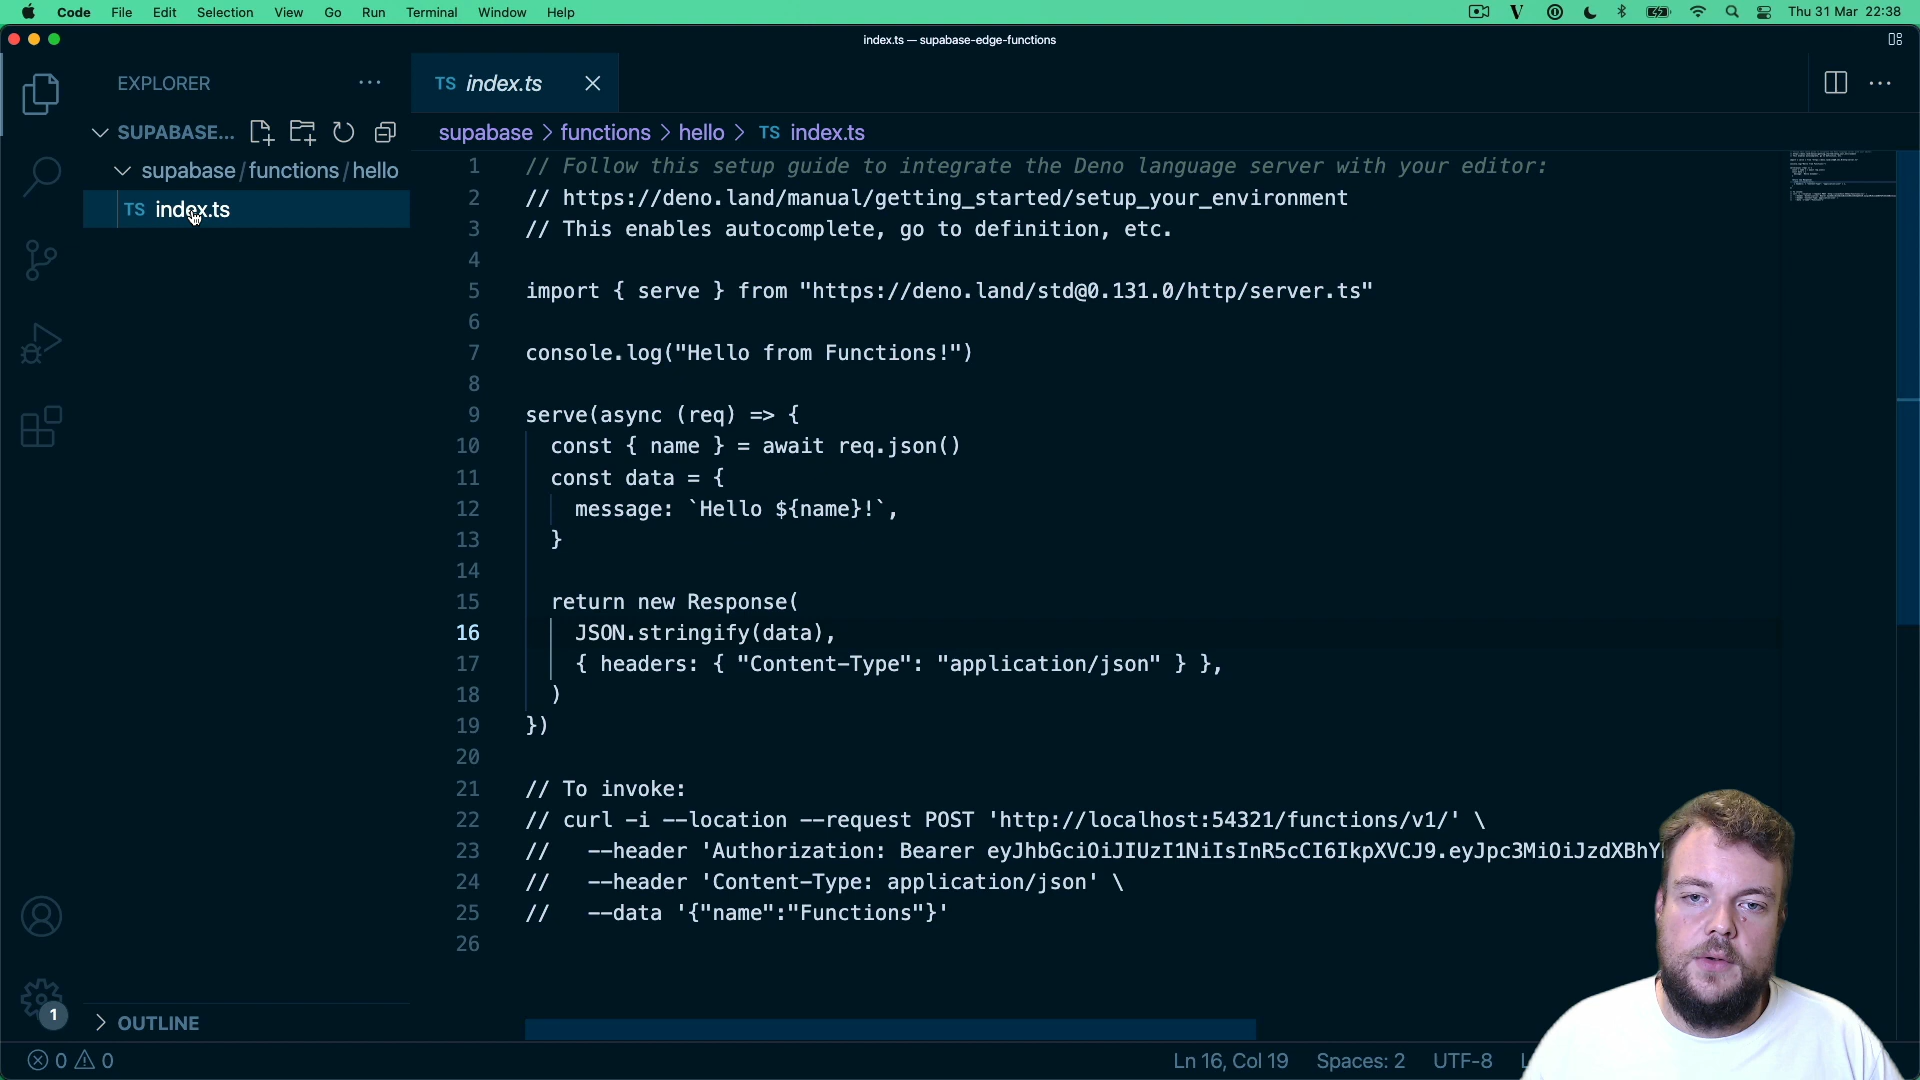 Code File Edit Selection View Go Run Terminal Window Help
Thu 31 Mar 22:38
index.ts — supabase-edge-functions
EXPLORER
SUPABASE...
supabase/functions/hello
TS index.ts
TS index.ts
supabase > functions > hello > TS index.ts
1 // Follow this setup guide to integrate the Deno language server with your editor:
2 // https://deno.land/manual/getting_started/setup_your_environment
3 // This enables autocomplete, go to definition, etc.
4
5 import { serve } from "https://deno.land/std@0.131.0/http/server.ts"
6
7 console.log("Hello from Functions!")
8
9 serve(async (req) => {
10 const { name } = await req.json()
11 const data = {
12 message: `Hello ${name}!`,
13 }
14
15 return new Response(
16 JSON.stringify(data),
17 { headers: { "Content-Type": "application/json" } },
18 )
19 })
20
21 // To invoke:
22 // curl -i --location --request POST 'http://localhost:54321/functions/v1/' \
23 // --header 'Authorization: Bearer eyJhbGciOiJIUzI1NiIsInR5cCI6IkpXVCJ9.eyJpc3MiOiJzdXBhY
24 // --header 'Content-Type: application/json' \
25 // --data '{"name":"Functions"}'
26
1
OUTLINE
0 0
Ln 16, Col 19 Spaces: 2 UTF-8